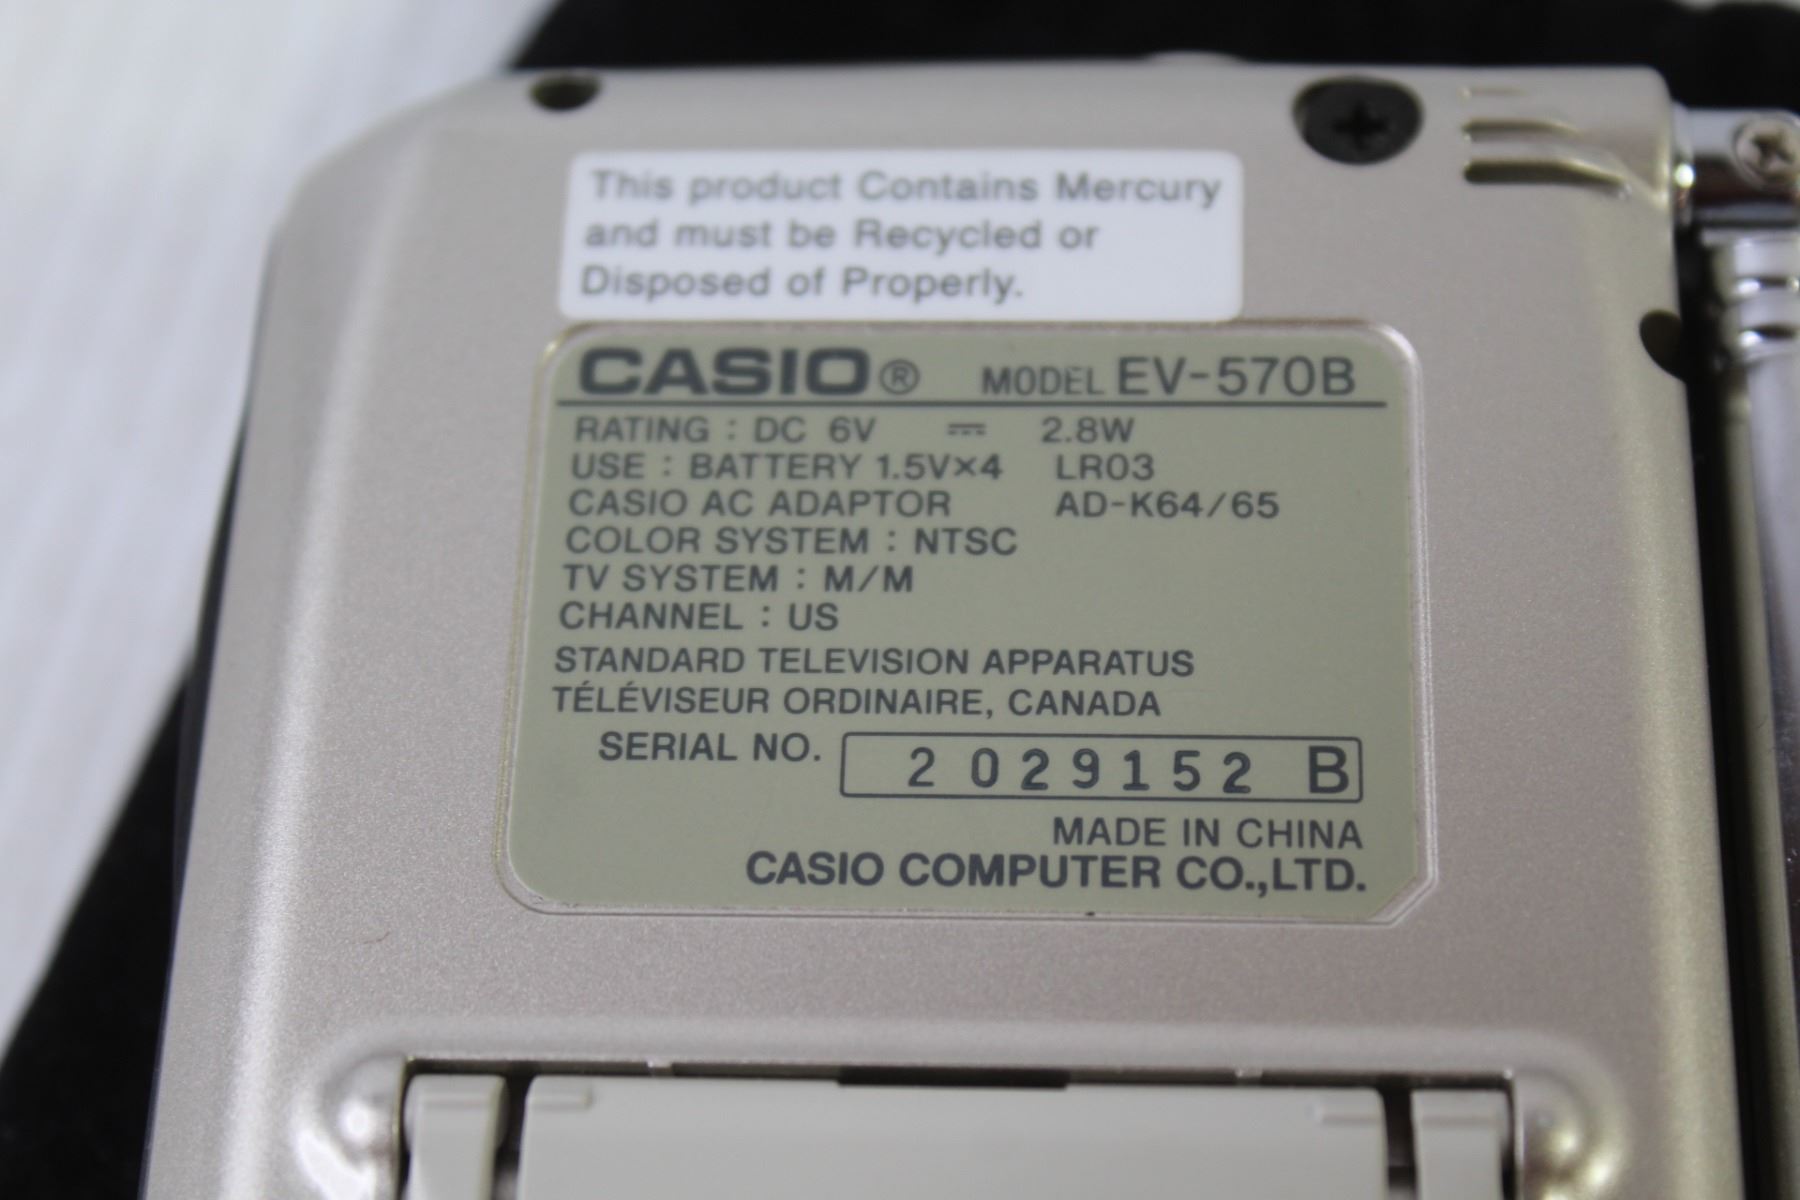 This product Contains Mercury
and must be Recycled or
Disposed of Properly.
CASIO® MODEL EV-570B
RATING : DC 6V ⎓ 2.8W
USE : BATTERY 1.5V×4 LR03
CASIO AC ADAPTOR AD-K64/65
COLOR SYSTEM : NTSC
TV SYSTEM : M/M
CHANNEL : US
STANDARD TELEVISION APPARATUS
TÉLÉVISEUR ORDINAIRE, CANADA
SERIAL NO. 2 029152 B
MADE IN CHINA
CASIO COMPUTER CO.,LTD.